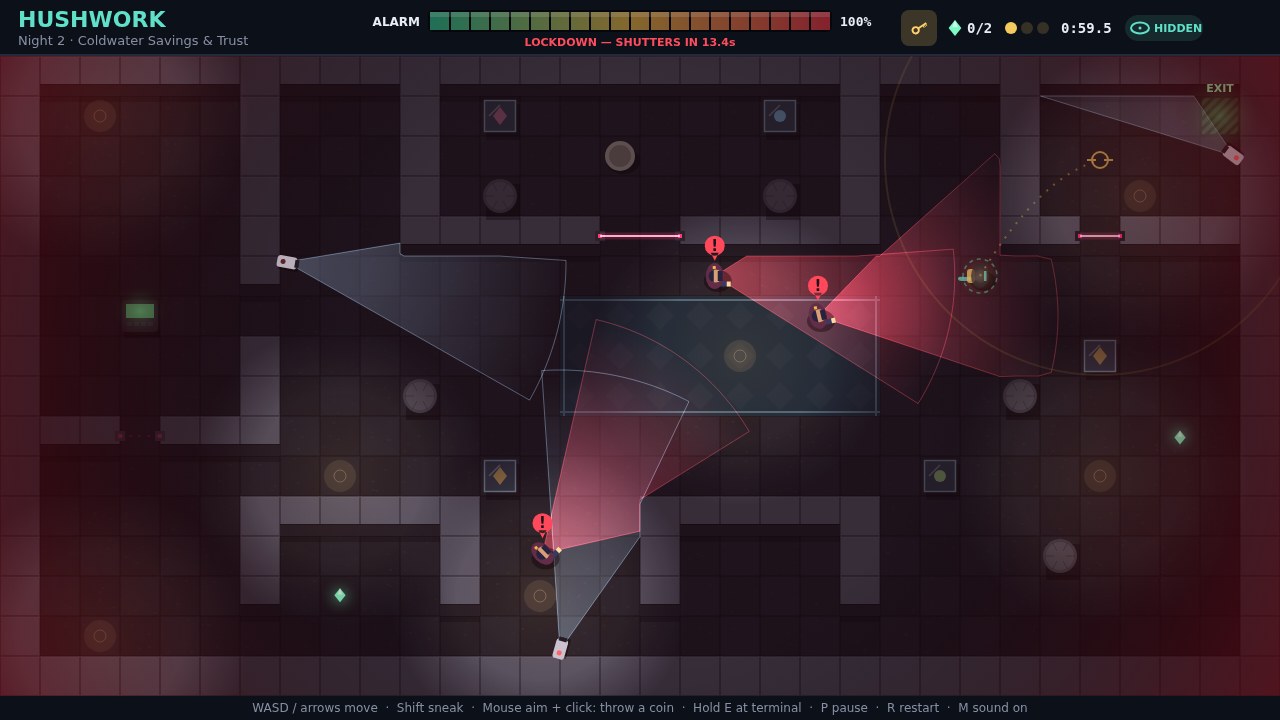 HUSHWORK
Night 2 · Coldwater Savings & Trust
ALARM
100%
LOCKDOWN — SHUTTERS IN 13.4s
0/2
0:59.5
HIDDEN
EXIT
!
!
!
WASD / arrows move · Shift sneak · Mouse aim + click: throw a coin · Hold E at terminal · P pause · R restart · M sound on